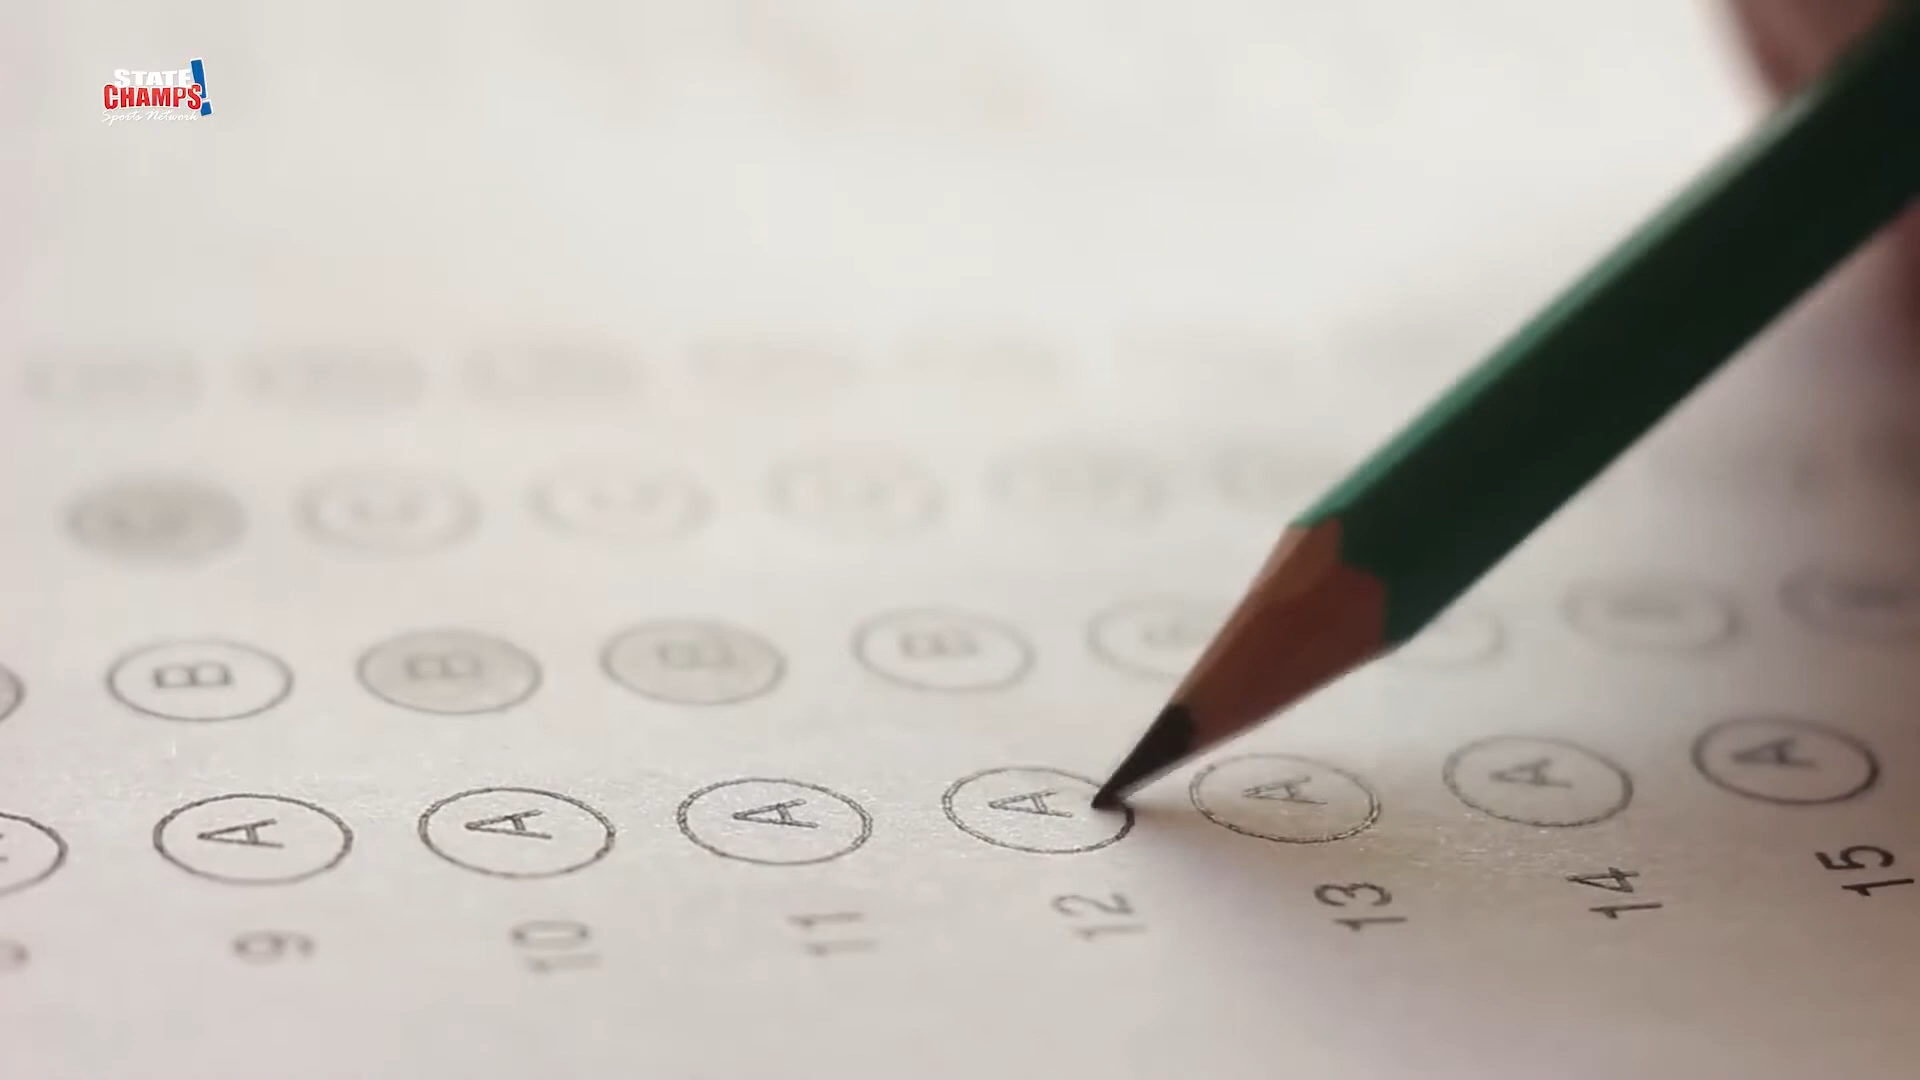 STATE
CHAMPS!
Sports Network
B B B B
A A A A A A A
9 10 11 12 13 14 15